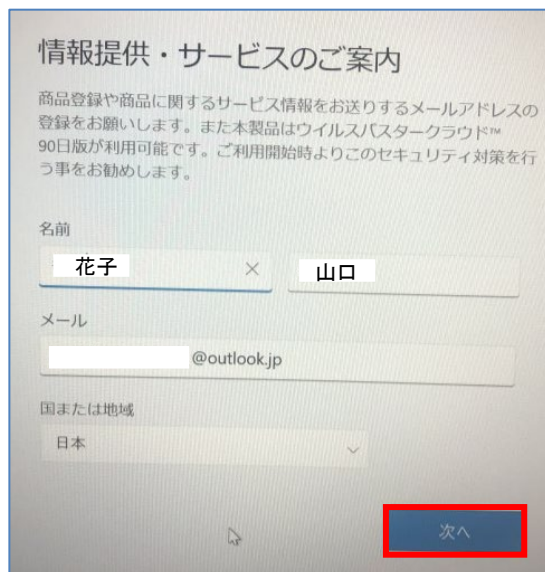 情報提供・サービスのご案内
商品登録や商品に関するサービス情報をお送りするメールアドレスの
登録をお願いします。また本製品はウイルスバスタークラウド™
90日版が利用可能です。ご利用開始時よりこのセキュリティ対策を行
う事をお勧めします。
名前
花子 × 山口
メール
@outlook.jp
国または地域
日本
次へ